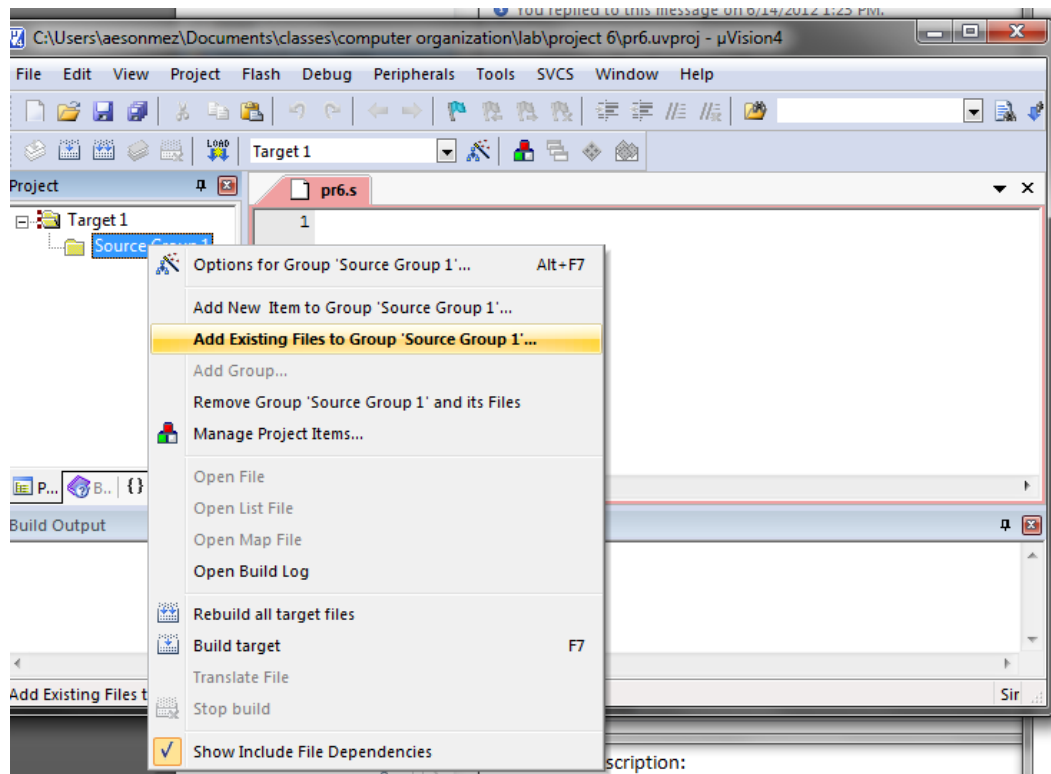 You replied to this message on 6/14/2012 1:25 PM.
C:\Users\aesonmez\Documents\classes\computer organization\lab\project 6\pr6.uvproj - µVision4
File Edit View Project Flash Debug Peripherals Tools SVCS Window Help
LOAD Target 1
Project
pr6.s
Target 1
1
Source Group 1
Options for Group 'Source Group 1'... Alt+F7
Add New Item to Group 'Source Group 1'...
Add Existing Files to Group 'Source Group 1'...
Add Group...
Remove Group 'Source Group 1' and its Files
Manage Project Items...
Open File
P... B.. {}
Open List File
Build Output
Open Map File
Open Build Log
Rebuild all target files
Build target F7
Translate File
Add Existing Files t
Sir
Stop build
Show Include File Dependencies
scription: